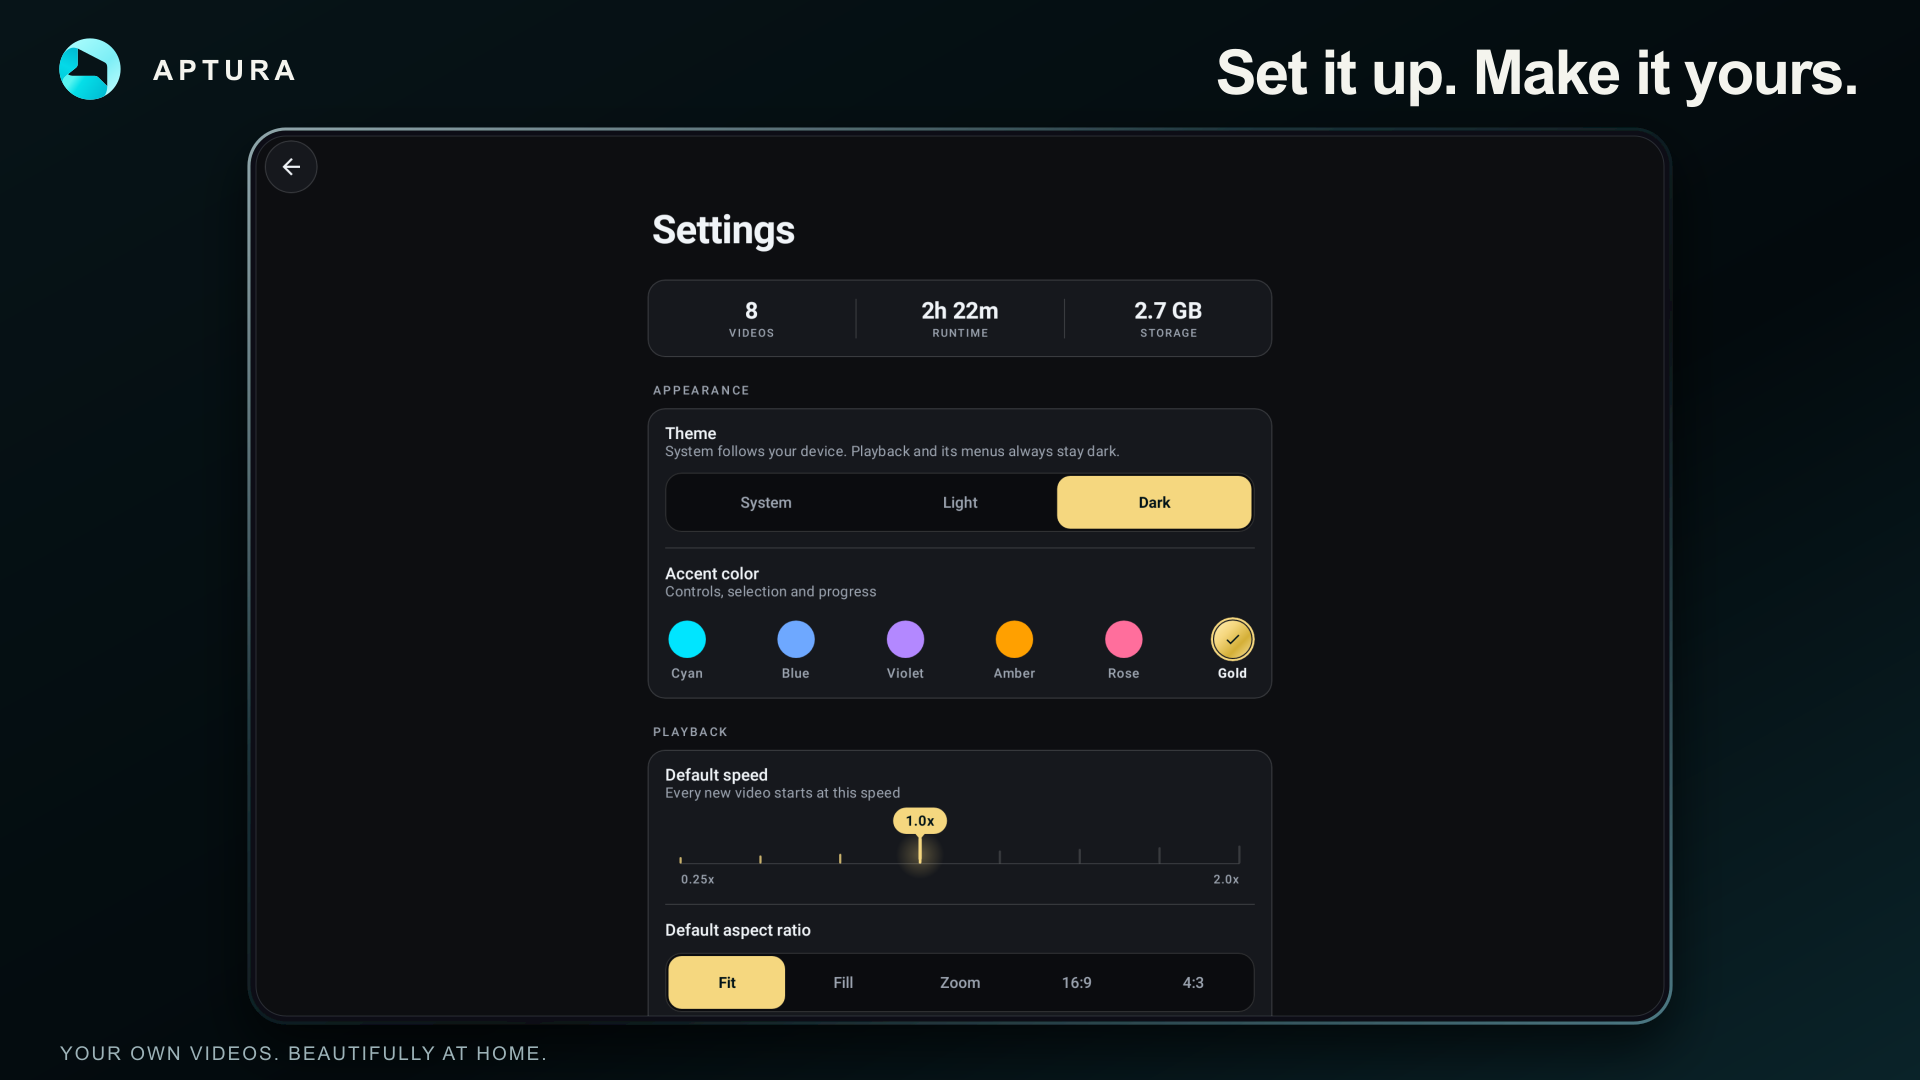 APTURA
Set it up. Make it yours.
Settings
8
VIDEOS
2h 22m
RUNTIME
2.7 GB
STORAGE
APPEARANCE
Theme
System follows your device. Playback and its menus always stay dark.
System
Light
Dark
Accent color
Controls, selection and progress
Cyan
Blue
Violet
Amber
Rose
Gold
PLAYBACK
Default speed
Every new video starts at this speed
1.0x
0.25x
2.0x
Default aspect ratio
Fit
Fill
Zoom
16:9
4:3
YOUR OWN VIDEOS. BEAUTIFULLY AT HOME.